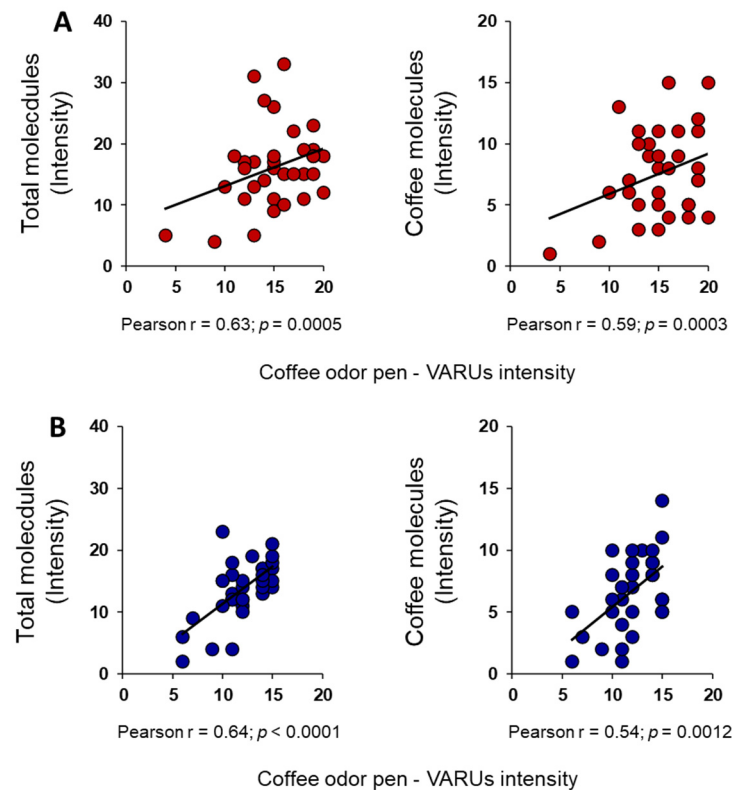 A
Total molecdules
(Intensity)
40
30
20
10
0
0 5 10 15 20
Pearson r = 0.63; p = 0.0005
Coffee molecules
(Intensity)
20
15
10
5
0
0 5 10 15 20
Pearson r = 0.59; p = 0.0003
Coffee odor pen - VARUs intensity
B
Total molecdules
(Intensity)
40
30
20
10
0
0 5 10 15 20
Pearson r = 0.64; p < 0.0001
Coffee molecules
(Intensity)
20
15
10
5
0
0 5 10 15 20
Pearson r = 0.54; p = 0.0012
Coffee odor pen - VARUs intensity